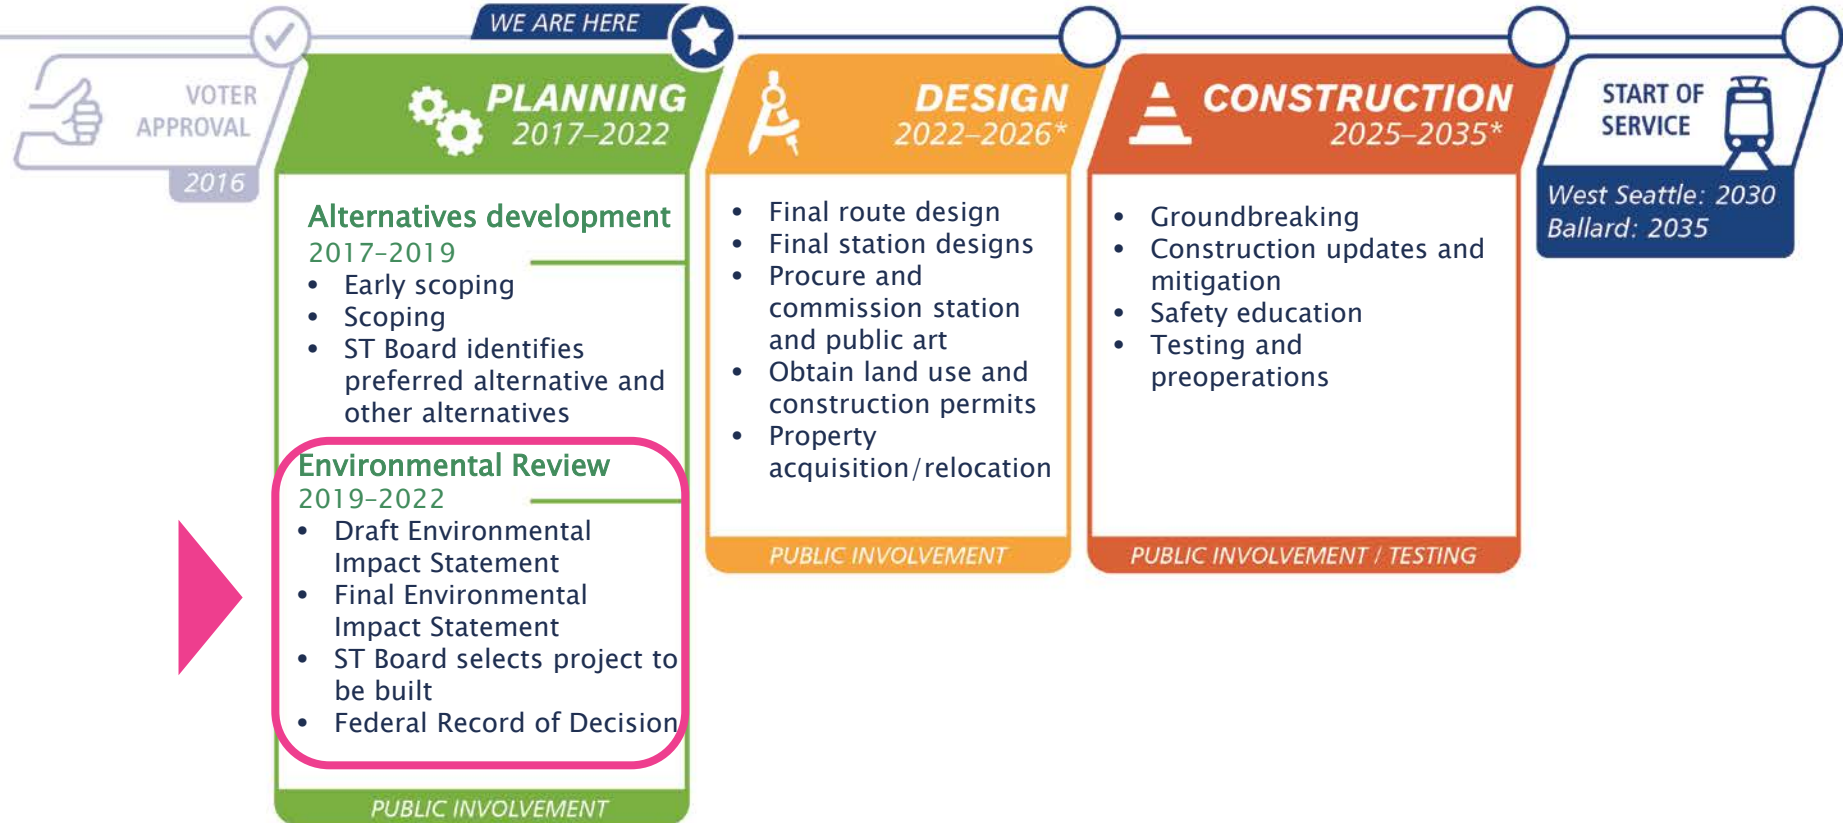 WE ARE HERE
VOTER
APPROVAL
2016
PLANNING
2017–2022
Alternatives development
2017–2019
• Early scoping
• Scoping
• ST Board identifies
preferred alternative and
other alternatives
Environmental Review
2019–2022
• Draft Environmental
Impact Statement
• Final Environmental
Impact Statement
• ST Board selects project to
be built
• Federal Record of Decision
PUBLIC INVOLVEMENT
DESIGN
2022–2026*
• Final route design
• Final station designs
• Procure and
commission station
and public art
• Obtain land use and
construction permits
• Property
acquisition/relocation
PUBLIC INVOLVEMENT
CONSTRUCTION
2025–2035*
• Groundbreaking
• Construction updates and
mitigation
• Safety education
• Testing and
preoperations
PUBLIC INVOLVEMENT / TESTING
START OF
SERVICE
West Seattle: 2030
Ballard: 2035